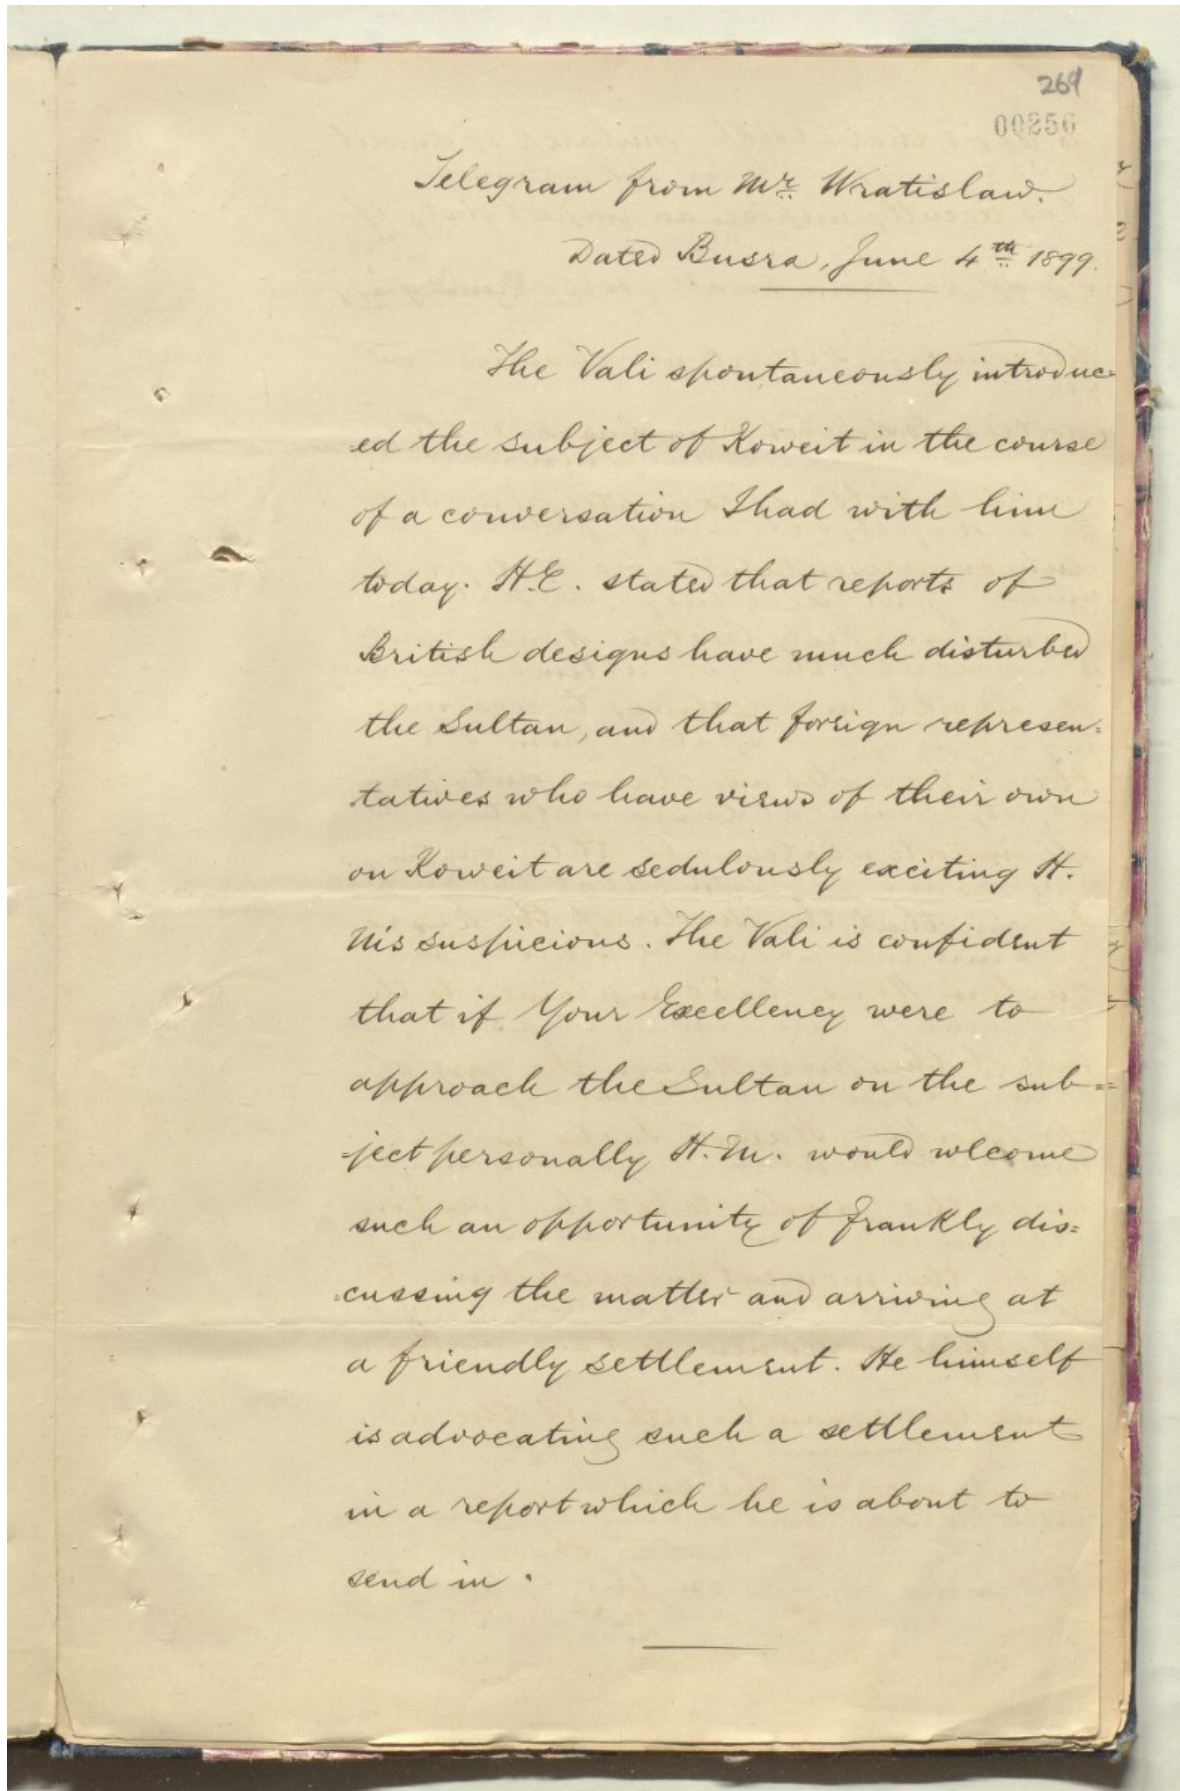 269
00256
Telegram from Mr. Wratislaw.
Dated Busra, June 4th 1899.
The Vali spontaneously introduc=
ed the subject of Koweit in the course
of a conversation I had with him
today. H.E. stated that reports of
British designs have much disturbed
the Sultan, and that foreign represen=
tatives who have views of their own
on Koweit are sedulously exciting H.
M's suspicions. The Vali is confident
that if Your Excellency were to
approach the Sultan on the sub=
=ject personally H.M. would wlcome
such an opportunity of frankly dis=
=cussing the matter and arriving at
a friendly settlement. He himself
is advocating such a settlement
in a report which he is about to
send in.